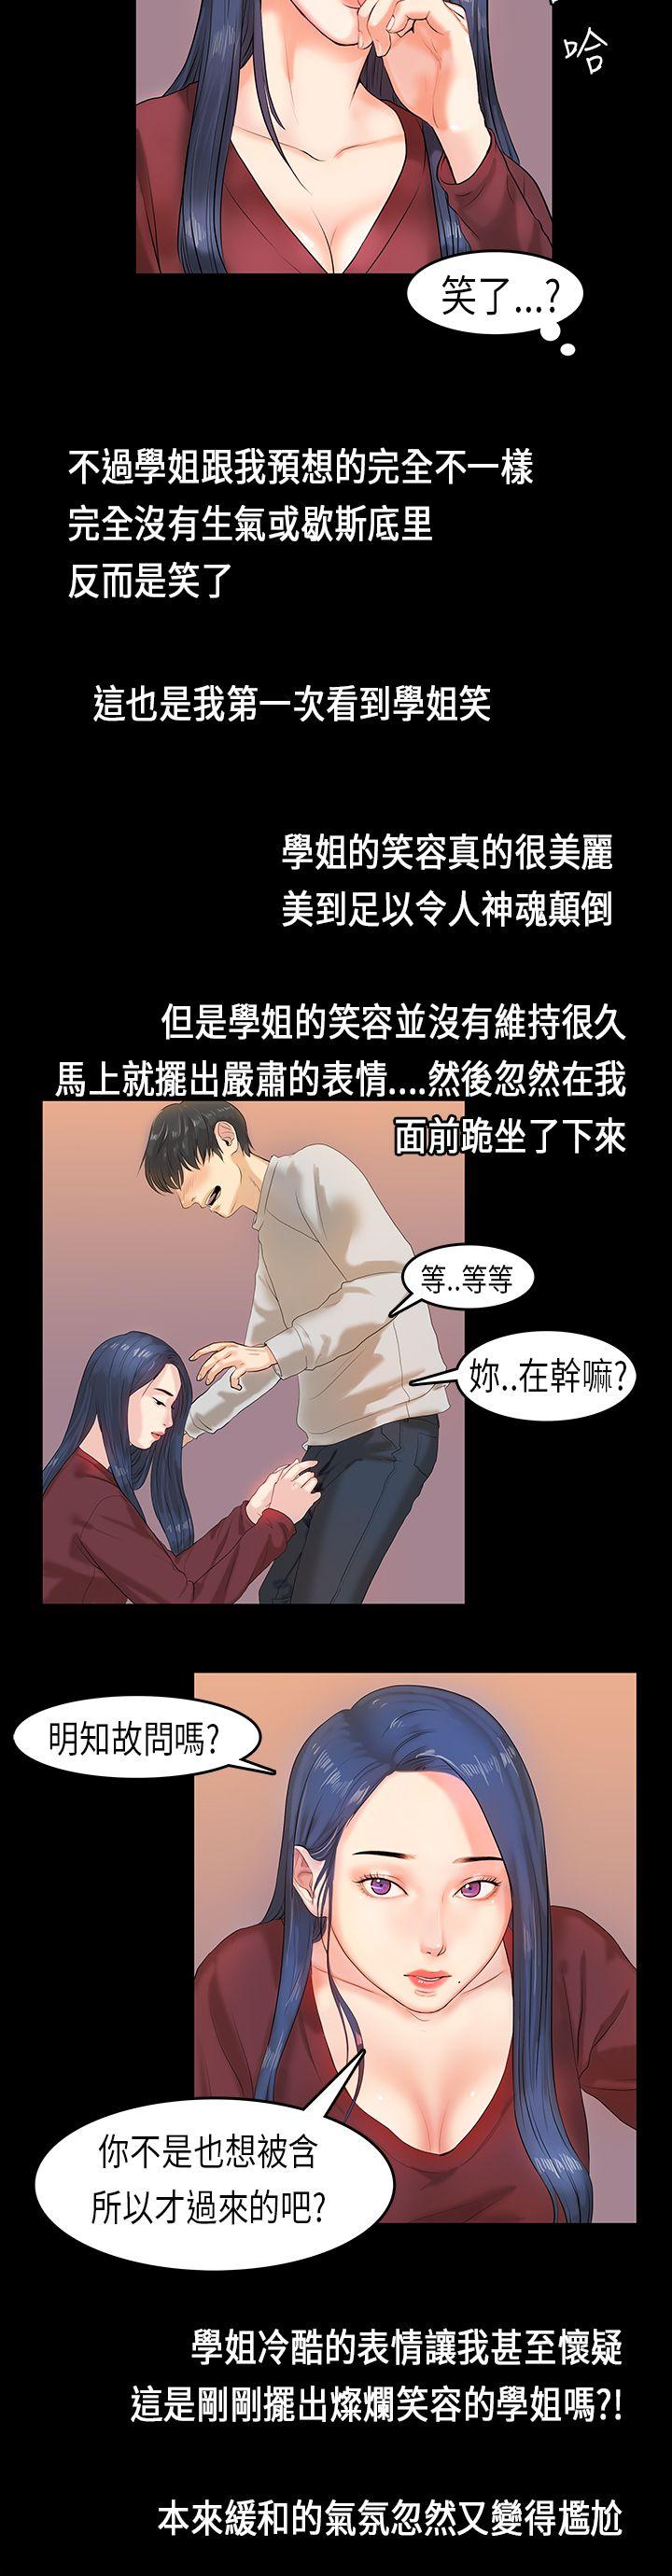 哈
笑了...?
不過學姐跟我預想的完全不一樣
完全沒有生氣或歇斯底里
反而是笑了
這也是我第一次看到學姐笑
學姐的笑容真的很美麗
美到足以令人神魂顛倒
但是學姐的笑容並沒有維持很久
馬上就擺出嚴肅的表情....然後忽然在我
面前跪坐了下來
等..等等
妳..在幹嘛?
明知故問嗎?
你不是也想被含
所以才過來的吧?
學姐冷酷的表情讓我甚至懷疑
這是剛剛擺出燦爛笑容的學姐嗎?!
本來緩和的氣氛忽然又變得尷尬